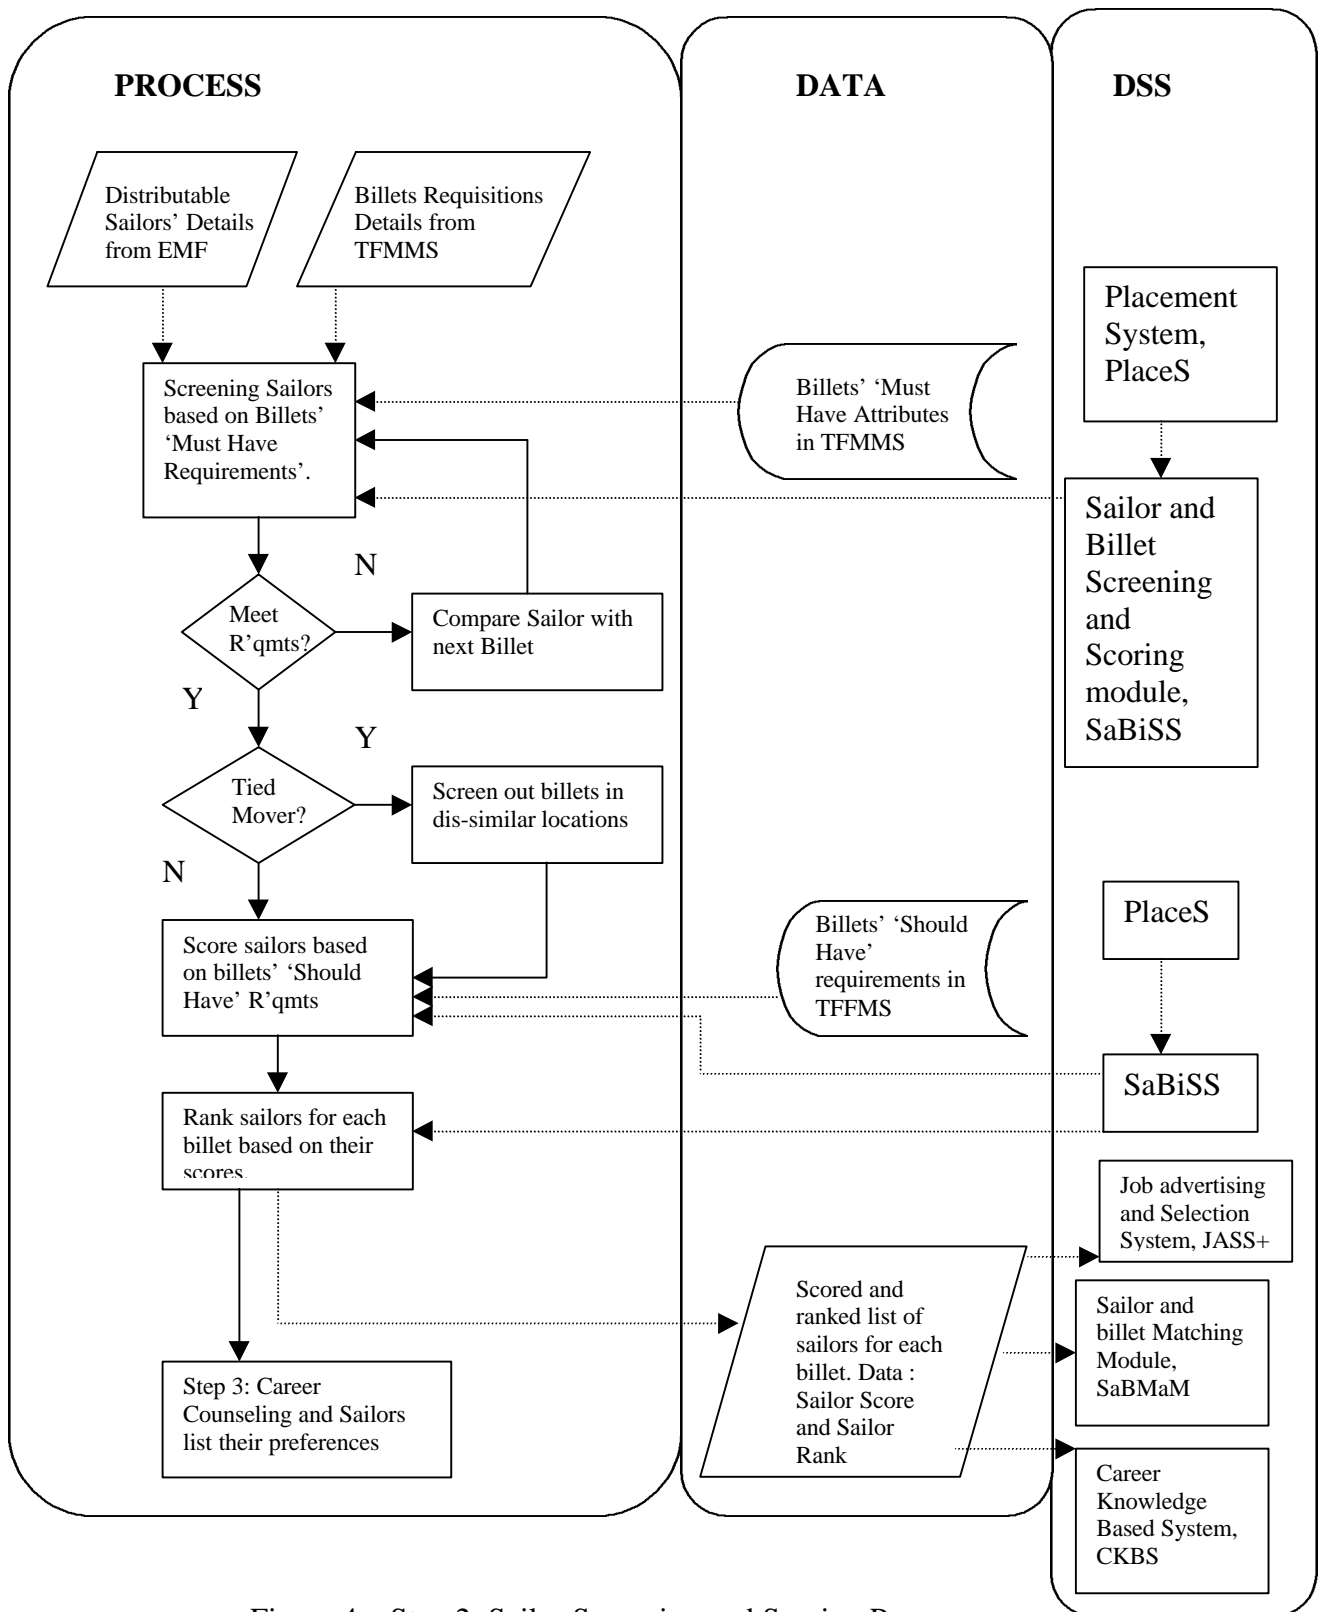 PROCESS
DATA
DSS
Distributable
Sailors’ Details
from EMF
Billets Requisitions
Details from
TFMMS
Placement
System,
PlaceS
Screening Sailors
based on Billets’
‘Must Have
Requirements’.
Billets’ ‘Must
Have Attributes
in TFMMS
Sailor and
Billet
Screening
and
Scoring
module,
SaBiSS
N
Meet
R’qmts?
Compare Sailor with
next Billet
Y
Y
Tied
Mover?
Screen out billets in
dis-similar locations
N
Score sailors based
on billets’ ‘Should
Have’ R’qmts
Billets’ ‘Should
Have’
requirements in
TFFMS
PlaceS
SaBiSS
Rank sailors for each
billet based on their
scores.
Job advertising
and Selection
System, JASS+
Scored and
ranked list of
sailors for each
billet. Data :
Sailor Score
and Sailor
Rank
Sailor and
billet Matching
Module,
SaBMaM
Step 3: Career
Counseling and Sailors
list their preferences
Career
Knowledge
Based System,
CKBS
Step 2: Sailor Screening and Scoring